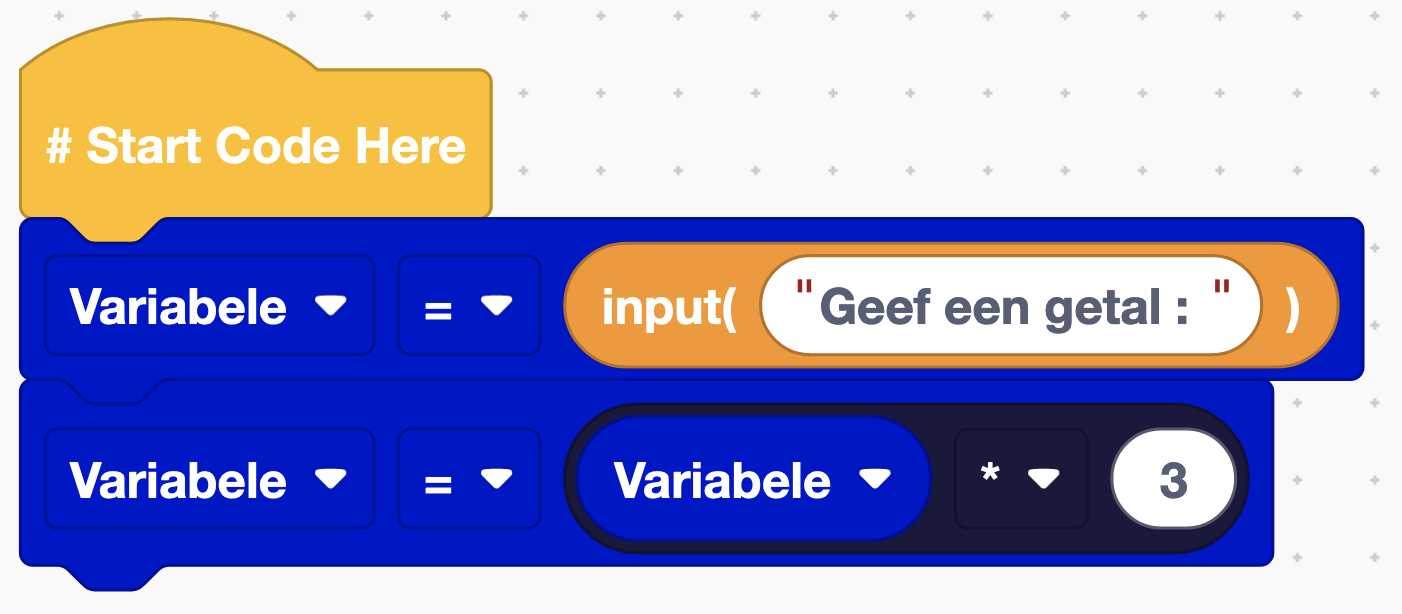 # Start Code Here
Variabele = input( "Geef een getal : " )
Variabele = Variabele * 3